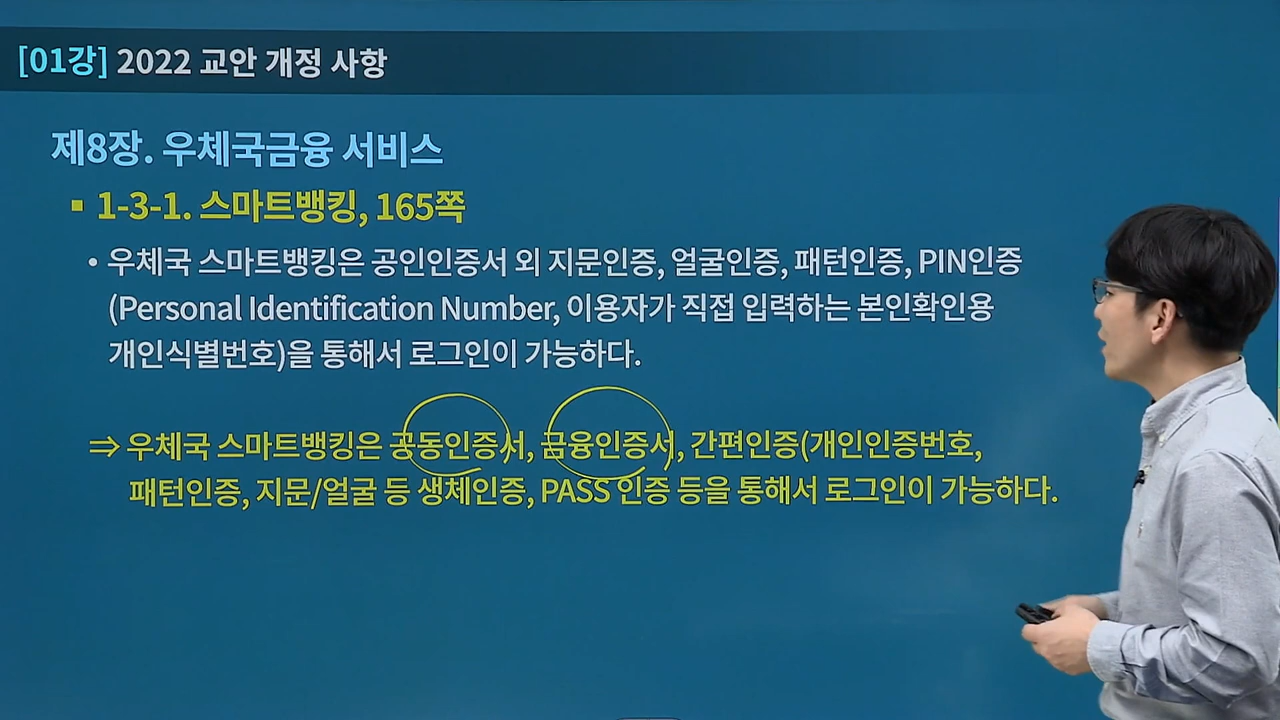 [01강] 2022 교안 개정 사항
제8장. 우체국금융 서비스
▪ 1-3-1. 스마트뱅킹, 165쪽
• 우체국 스마트뱅킹은 공인인증서 외 지문인증, 얼굴인증, 패턴인증, PIN인증
(Personal Identification Number, 이용자가 직접 입력하는 본인확인용
개인식별번호)을 통해서 로그인이 가능하다.
⇒ 우체국 스마트뱅킹은 공동인증서, 금융인증서, 간편인증(개인인증번호,
패턴인증, 지문/얼굴 등 생체인증, PASS 인증 등을 통해서 로그인이 가능하다.